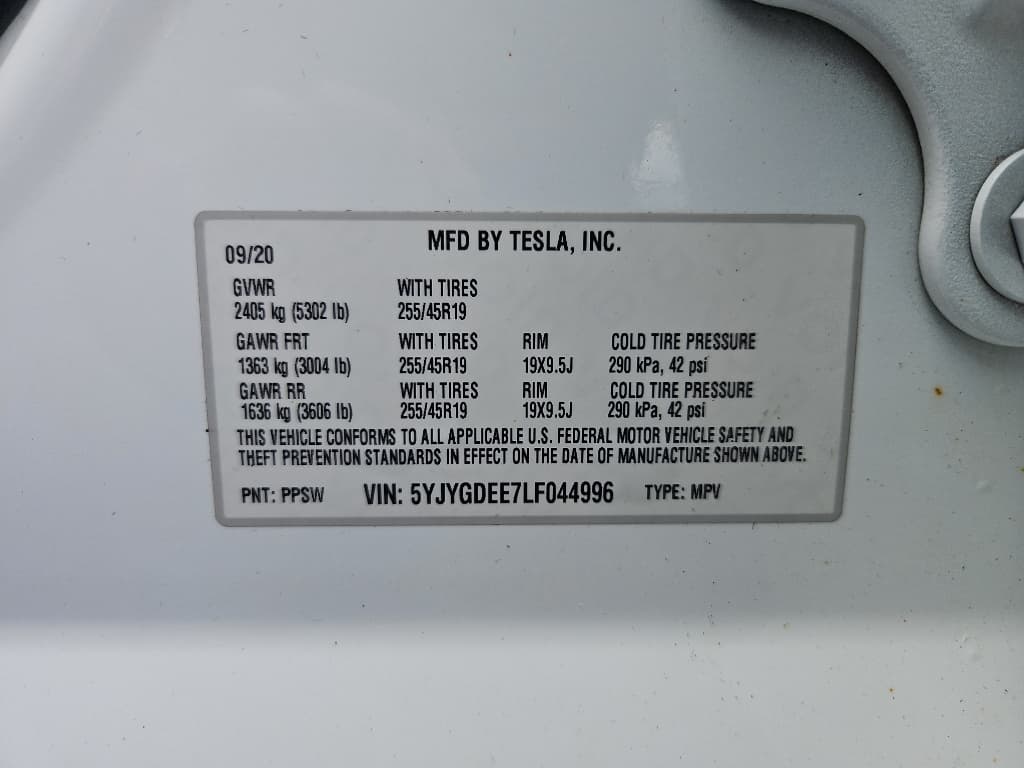 MFD BY TESLA, INC.
09/20
GVWR WITH TIRES
2405 kg (5302 lb) 255/45R19
GAWR FRT WITH TIRES RIM COLD TIRE PRESSURE
1363 kg (3004 lb) 255/45R19 19X9.5J 290 kPa, 42 psi
GAWR RR WITH TIRES RIM COLD TIRE PRESSURE
1636 kg (3606 lb) 255/45R19 19X9.5J 290 kPa, 42 psi
THIS VEHICLE CONFORMS TO ALL APPLICABLE U.S. FEDERAL MOTOR VEHICLE SAFETY AND
THEFT PREVENTION STANDARDS IN EFFECT ON THE DATE OF MANUFACTURE SHOWN ABOVE.
PNT: PPSW VIN: 5YJYGDEE7LF044996 TYPE: MPV